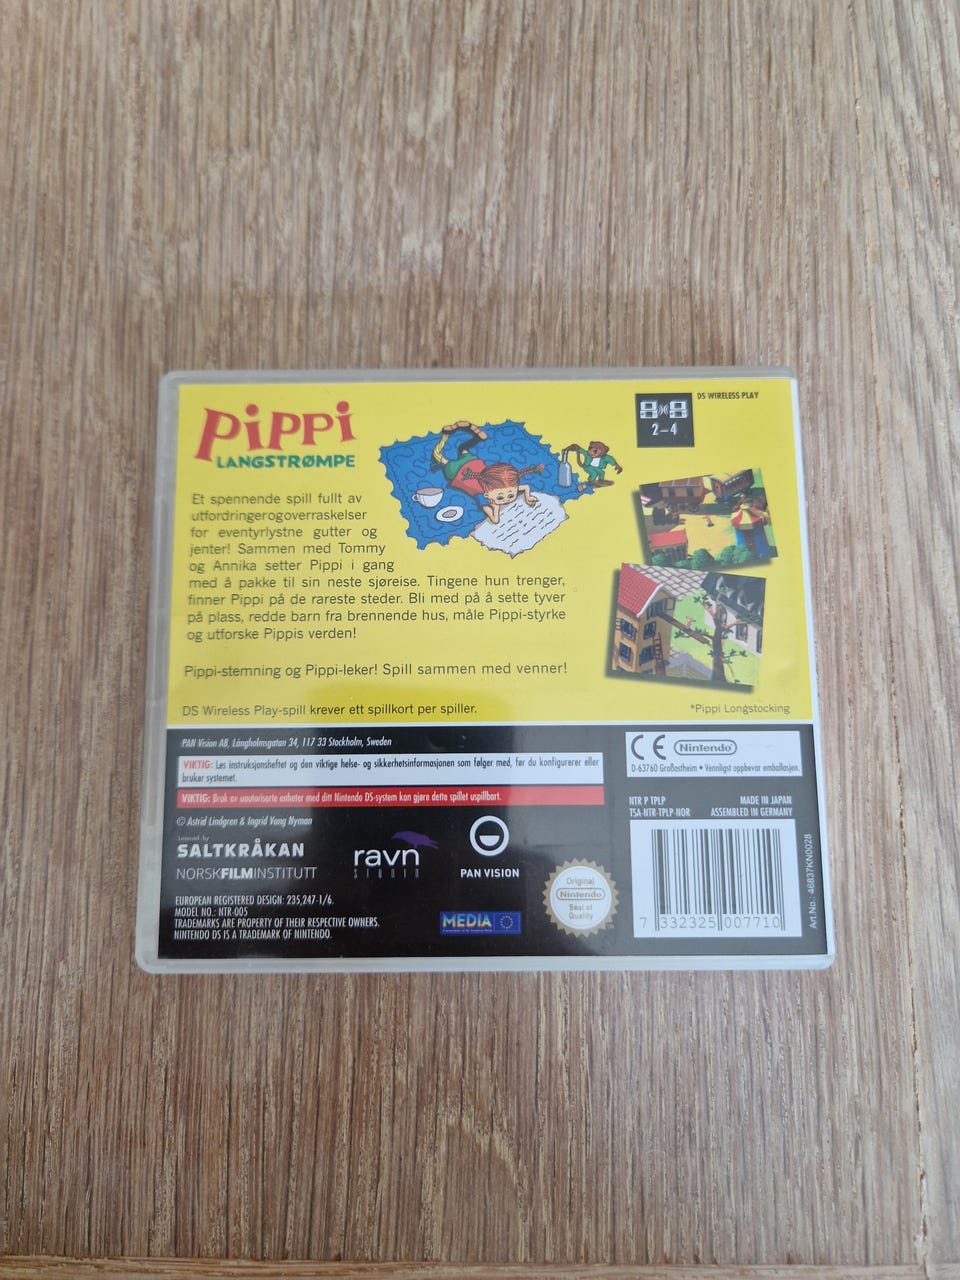 PiPPi
LANGSTRØMPE
DS WIRELESS PLAY
2–4
Et spennende spill fullt av
utfordringerogoverraskelser
for eventyrlystne gutter og
jenter! Sammen med Tommy
og Annika setter Pippi i gang
med å pakke til sin neste sjøreise. Tingene hun trenger,
finner Pippi på de rareste steder. Bli med på å sette tyver
på plass, redde barn fra brennende hus, måle Pippi-styrke
og utforske Pippis verden!
Pippi-stemning og Pippi-leker! Spill sammen med venner!
DS Wireless Play-spill krever ett spillkort per spiller.
*Pippi Longstocking
PAN Vision AB, Långholmsgatan 34, 117 33 Stockholm, Sweden
VIKTIG: Les instruksjonsheftet og den viktige helse- og sikkerhetsinformasjonen som følger med, før du konfigurerer eller
bruker systemet.
VIKTIG: Bruk av uautoriserte enheter med ditt Nintendo DS-system kan gjøre dette spillet uspillbart.
© Astrid Lindgren & Ingrid Vang Nyman
Licensed by
SALTKRÅKAN
NORSKFILMINSTITUTT
ravn
STUDIO
PAN VISION
EUROPEAN REGISTERED DESIGN: 235,247-1/6.
MODEL NO.: NTR-005
TRADEMARKS ARE PROPERTY OF THEIR RESPECTIVE OWNERS.
NINTENDO DS IS A TRADEMARK OF NINTENDO.
MEDIA
Original
Nintendo
Seal of
Quality
CE Nintendo
D-63760 Großostheim • Vennligst oppbevar emballasjen.
NTR P TPLP
TSA-NTR-TPLP-NOR
MADE IN JAPAN
ASSEMBLED IN GERMANY
7 332325 007710
Art.No.: 46837KN0028